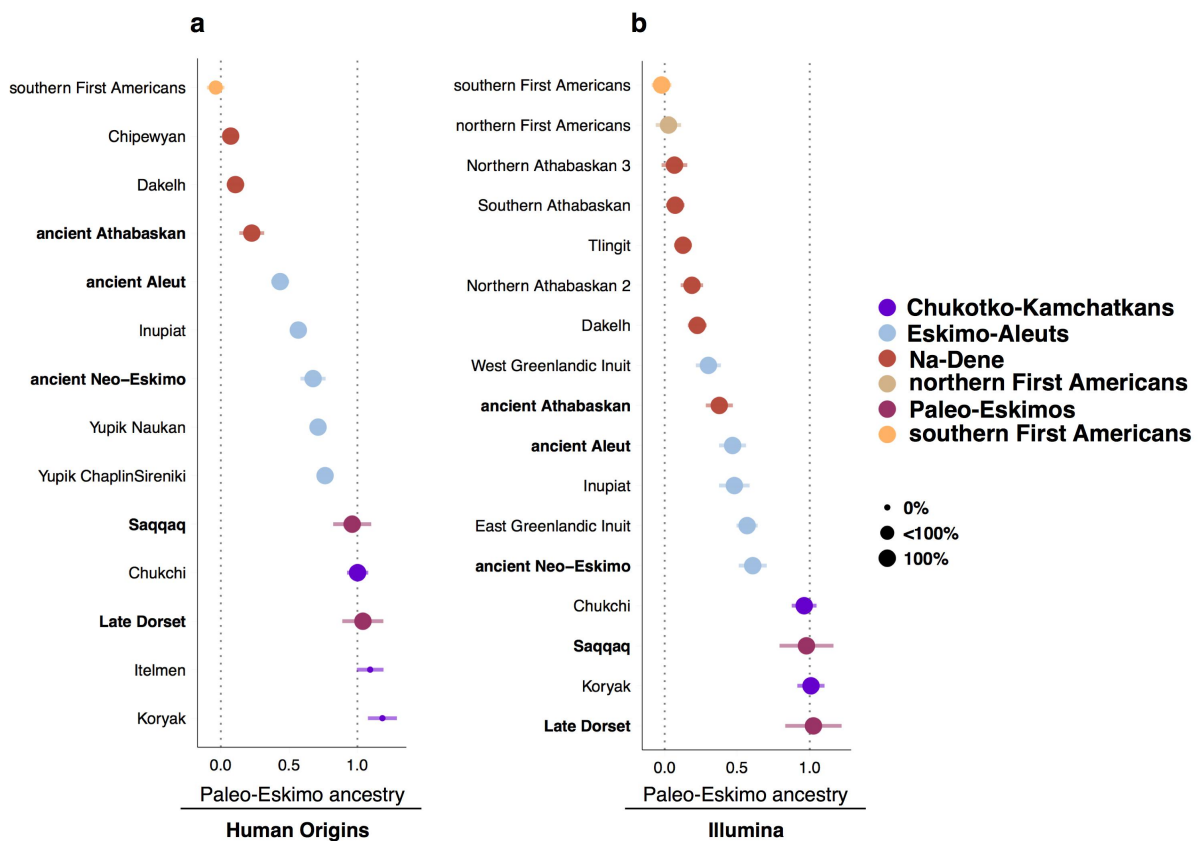 a
southern First Americans
Chipewyan
Dakelh
ancient Athabaskan
ancient Aleut
Inupiat
ancient Neo–Eskimo
Yupik Naukan
Yupik ChaplinSireniki
Saqqaq
Chukchi
Late Dorset
Itelmen
Koryak
0.0 0.5 1.0
Paleo-Eskimo ancestry
Human Origins
b
southern First Americans
northern First Americans
Northern Athabaskan 3
Southern Athabaskan
Tlingit
Northern Athabaskan 2
Dakelh
West Greenlandic Inuit
ancient Athabaskan
ancient Aleut
Inupiat
East Greenlandic Inuit
ancient Neo–Eskimo
Chukchi
Saqqaq
Koryak
Late Dorset
0.0 0.5 1.0
Paleo-Eskimo ancestry
Illumina
Chukotko-Kamchatkans
Eskimo-Aleuts
Na-Dene
northern First Americans
Paleo-Eskimos
southern First Americans
0%
<100%
100%